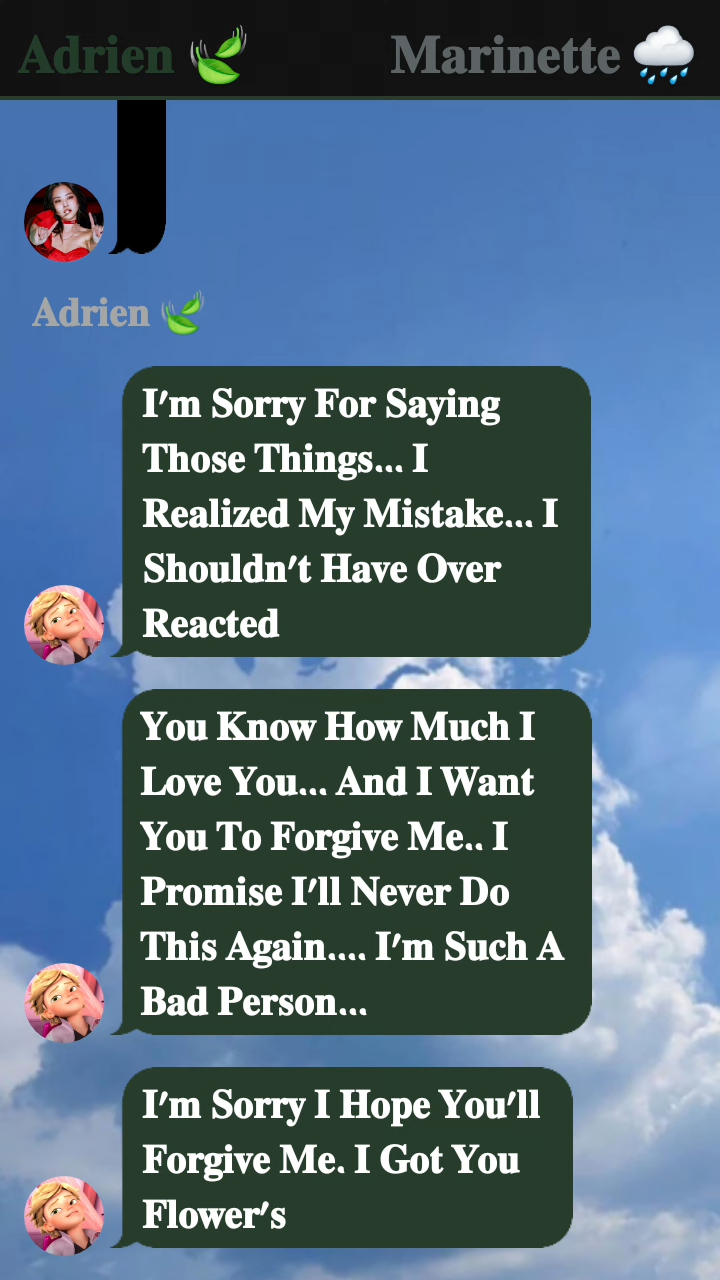 Adrien 🍃 Marinette 🌧️
Adrien 🍃
I'm Sorry For Saying
Those Things... I
Realized My Mistake... I
Shouldn't Have Over
Reacted
You Know How Much I
Love You... And I Want
You To Forgive Me.. I
Promise I'll Never Do
This Again.... I'm Such A
Bad Person...
I'm Sorry I Hope You'll
Forgive Me. I Got You
Flower's